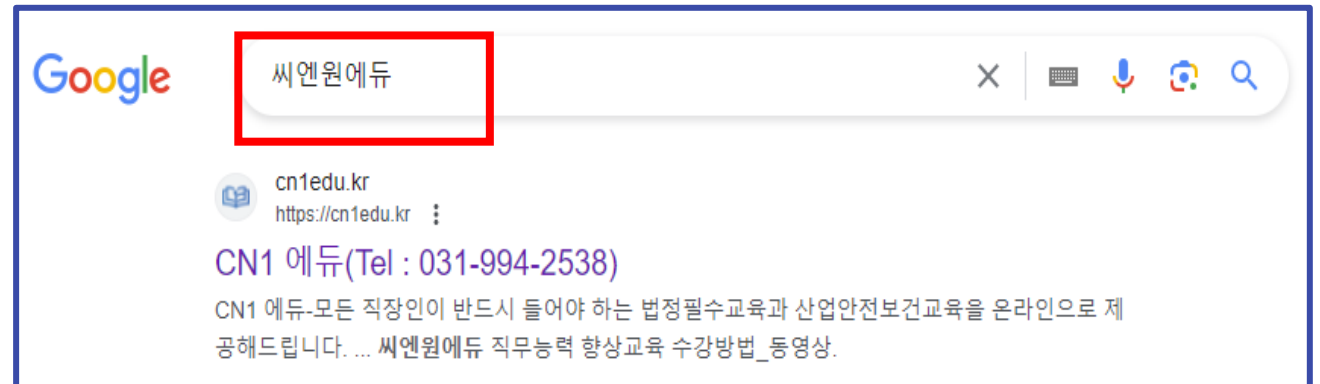 Google
씨엔원에듀
cn1edu.kr
https://cn1edu.kr
CN1 에듀(Tel : 031-994-2538)
CN1 에듀-모든 직장인이 반드시 들어야 하는 법정필수교육과 산업안전보건교육을 온라인으로 제
공해드립니다. ... 씨엔원에듀 직무능력 향상교육 수강방법_동영상.